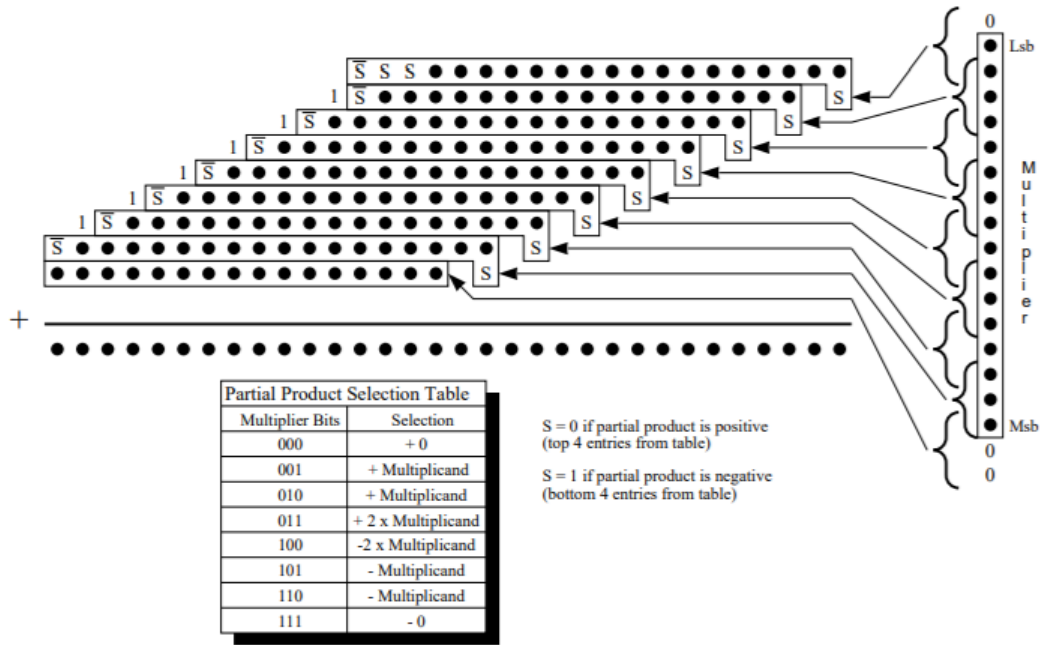 0
Lsb
S̅ S S
S
1 S̅
S
1 S̅
S
1 S̅
S
1 S̅
S
1 S̅
S
1 S̅
S
S̅
S
+
Multiplier
Msb
0
0
Partial Product Selection Table
Multiplier Bits Selection
000 + 0
001 + Multiplicand
010 + Multiplicand
011 + 2 x Multiplicand
100 -2 x Multiplicand
101 - Multiplicand
110 - Multiplicand
111 - 0
S = 0 if partial product is positive
(top 4 entries from table)
S = 1 if partial product is negative
(bottom 4 entries from table)